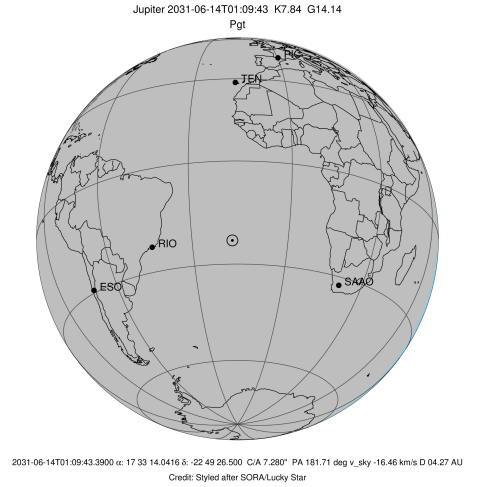 Jupiter 2031-06-14T01:09:43 K7.84 G14.14
Pgt
PIC
TEN
RIO
ESO
SAAO
2031-06-14T01:09:43.3900 α: 17 33 14.0416 δ: -22 49 26.500 C/A 7.280" PA 181.71 deg v_sky -16.46 km/s D 04.27 AU
Credit: Styled after SORA/Lucky Star